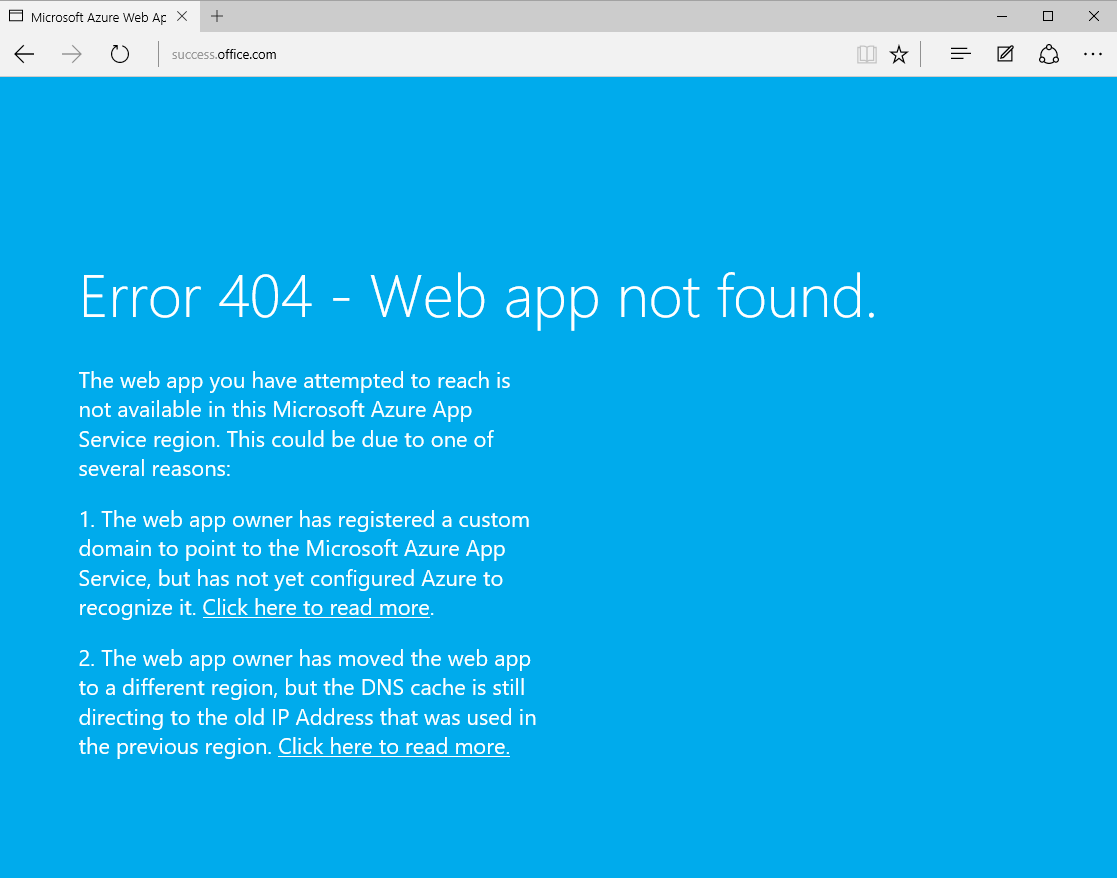 Microsoft Azure Web Ap
success.office.com
Error 404 - Web app not found.
The web app you have attempted to reach is
not available in this Microsoft Azure App
Service region. This could be due to one of
several reasons:
1. The web app owner has registered a custom
domain to point to the Microsoft Azure App
Service, but has not yet configured Azure to
recognize it. Click here to read more.
2. The web app owner has moved the web app
to a different region, but the DNS cache is still
directing to the old IP Address that was used in
the previous region. Click here to read more.